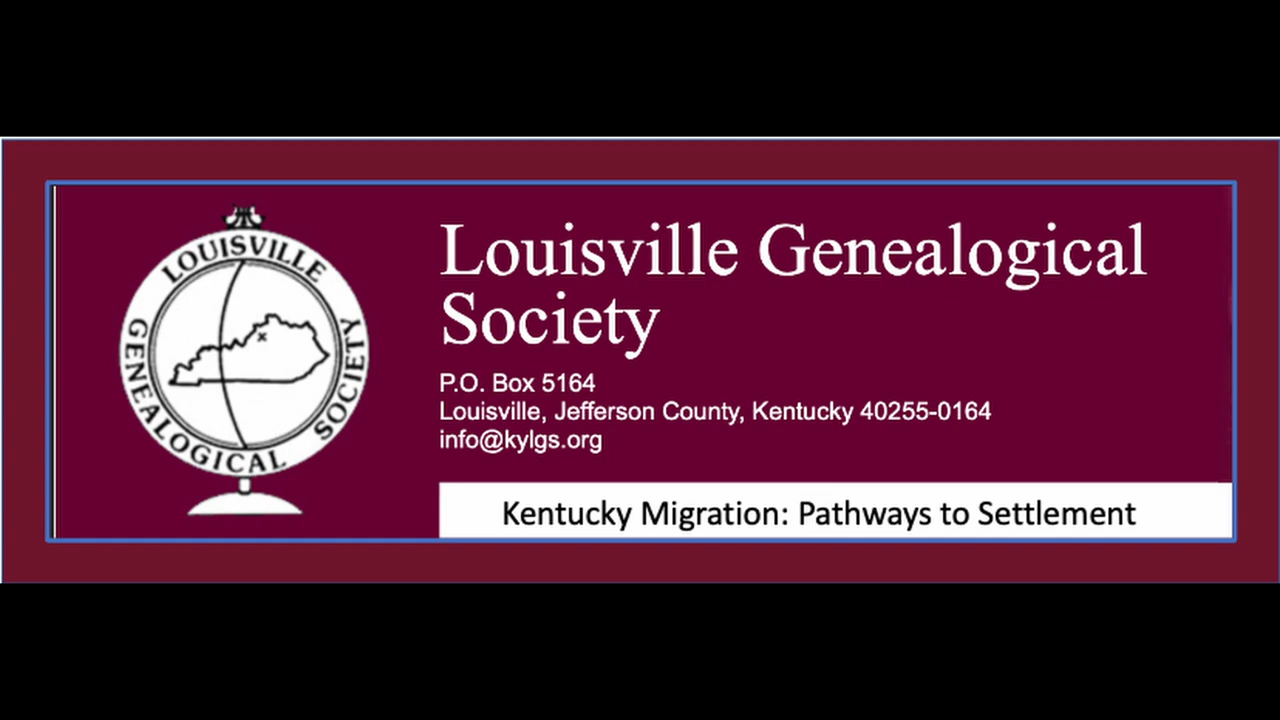 LOUISVILLE
GENEALOGICAL
SOCIETY
Louisville Genealogical
Society
P.O. Box 5164
Louisville, Jefferson County, Kentucky 40255-0164
info@kylgs.org
Kentucky Migration: Pathways to Settlement